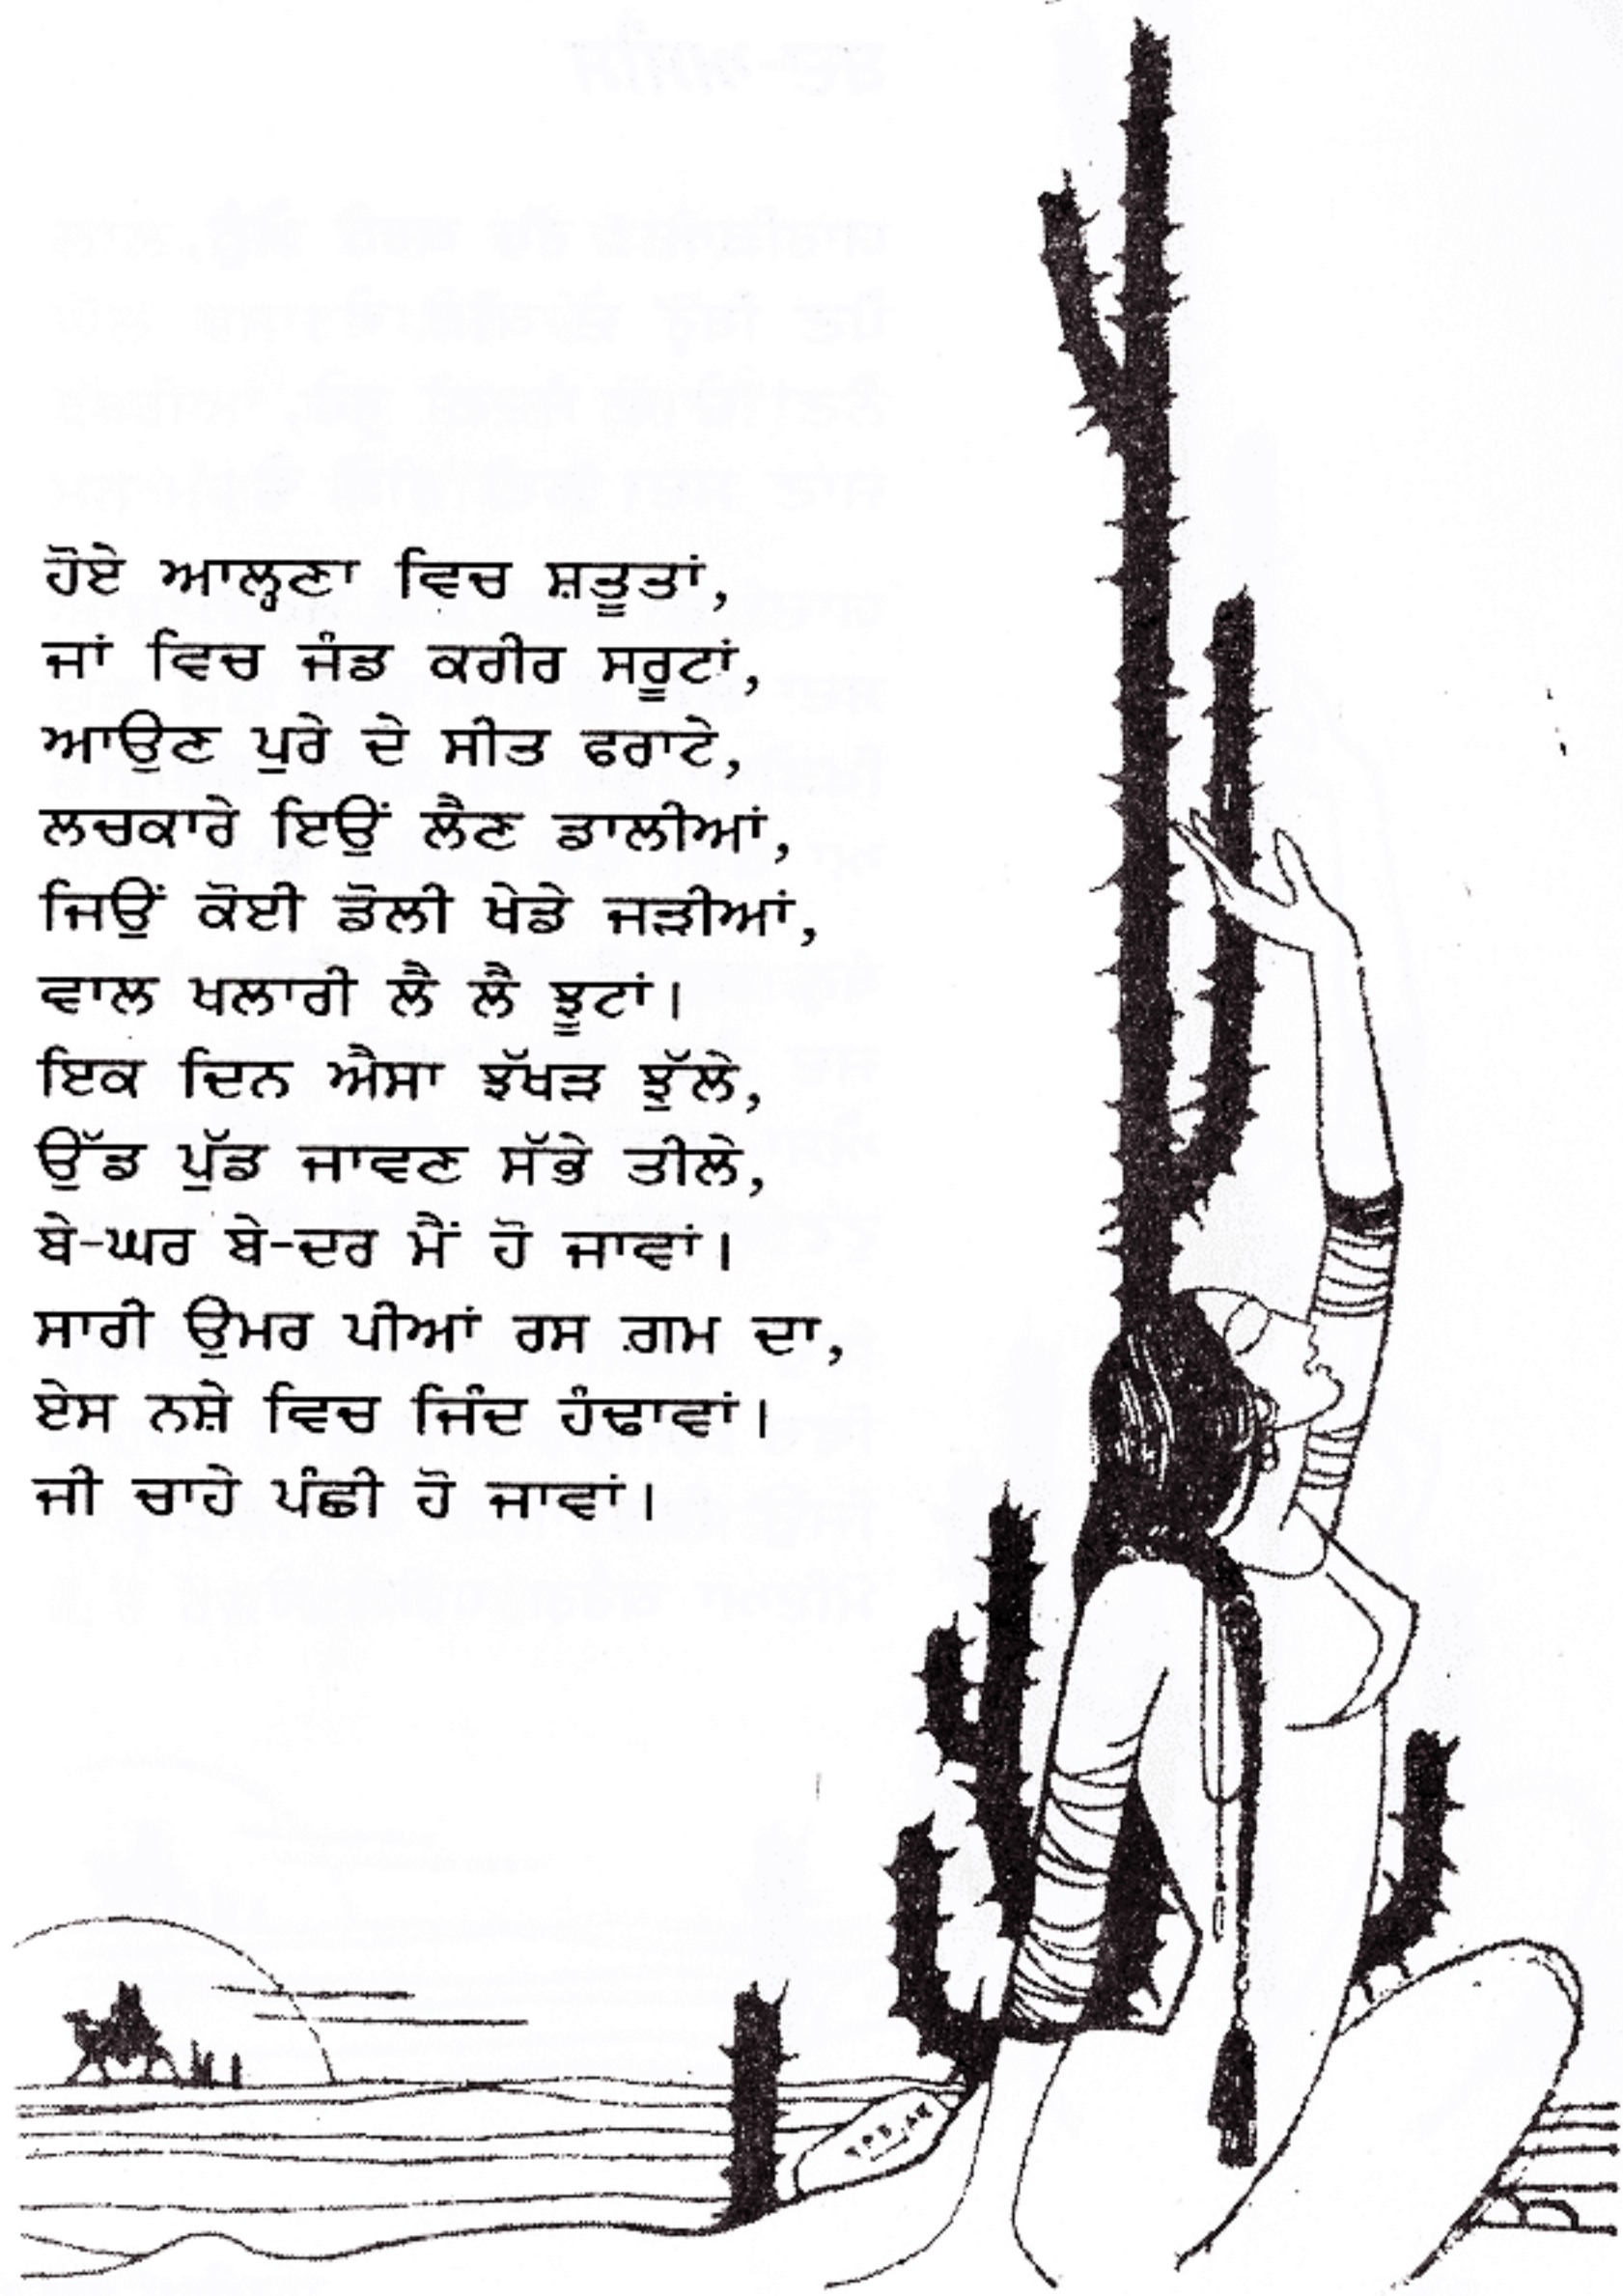 ਹੋਏ ਆਲ੍ਹਣਾ ਵਿਚ ਸ਼ਤੂਤਾਂ,
ਜਾਂ ਵਿਚ ਜੰਡ ਕਰੀਰ ਸਰੂਟਾਂ,
ਆਉਣ ਪੁਰੇ ਦੇ ਸੀਤ ਫਰਾਟੇ,
ਲਚਕਾਰੇ ਇਉਂ ਲੈਣ ਡਾਲੀਆਂ,
ਜਿਉਂ ਕੋਈ ਡੋਲੀ ਖੇਡੇ ਜੜੀਆਂ,
ਵਾਲ ਖਲਾਰੀ ਲੈ ਲੈ ਝੂਟਾਂ।
ਇਕ ਦਿਨ ਐਸਾ ਝੱਖੜ ਝੁੱਲੇ,
ਉੱਡ ਪੁੱਡ ਜਾਵਣ ਸੱਭੇ ਤੀਲੇ,
ਬੇ-ਘਰ ਬੇ-ਦਰ ਮੈਂ ਹੋ ਜਾਵਾਂ।
ਸਾਰੀ ਉਮਰ ਪੀਆਂ ਰਸ ਗ਼ਮ ਦਾ,
ਏਸ ਨਸ਼ੇ ਵਿਚ ਜਿੰਦ ਹੰਢਾਵਾਂ।
ਜੀ ਚਾਹੇ ਪੰਛੀ ਹੋ ਜਾਵਾਂ।